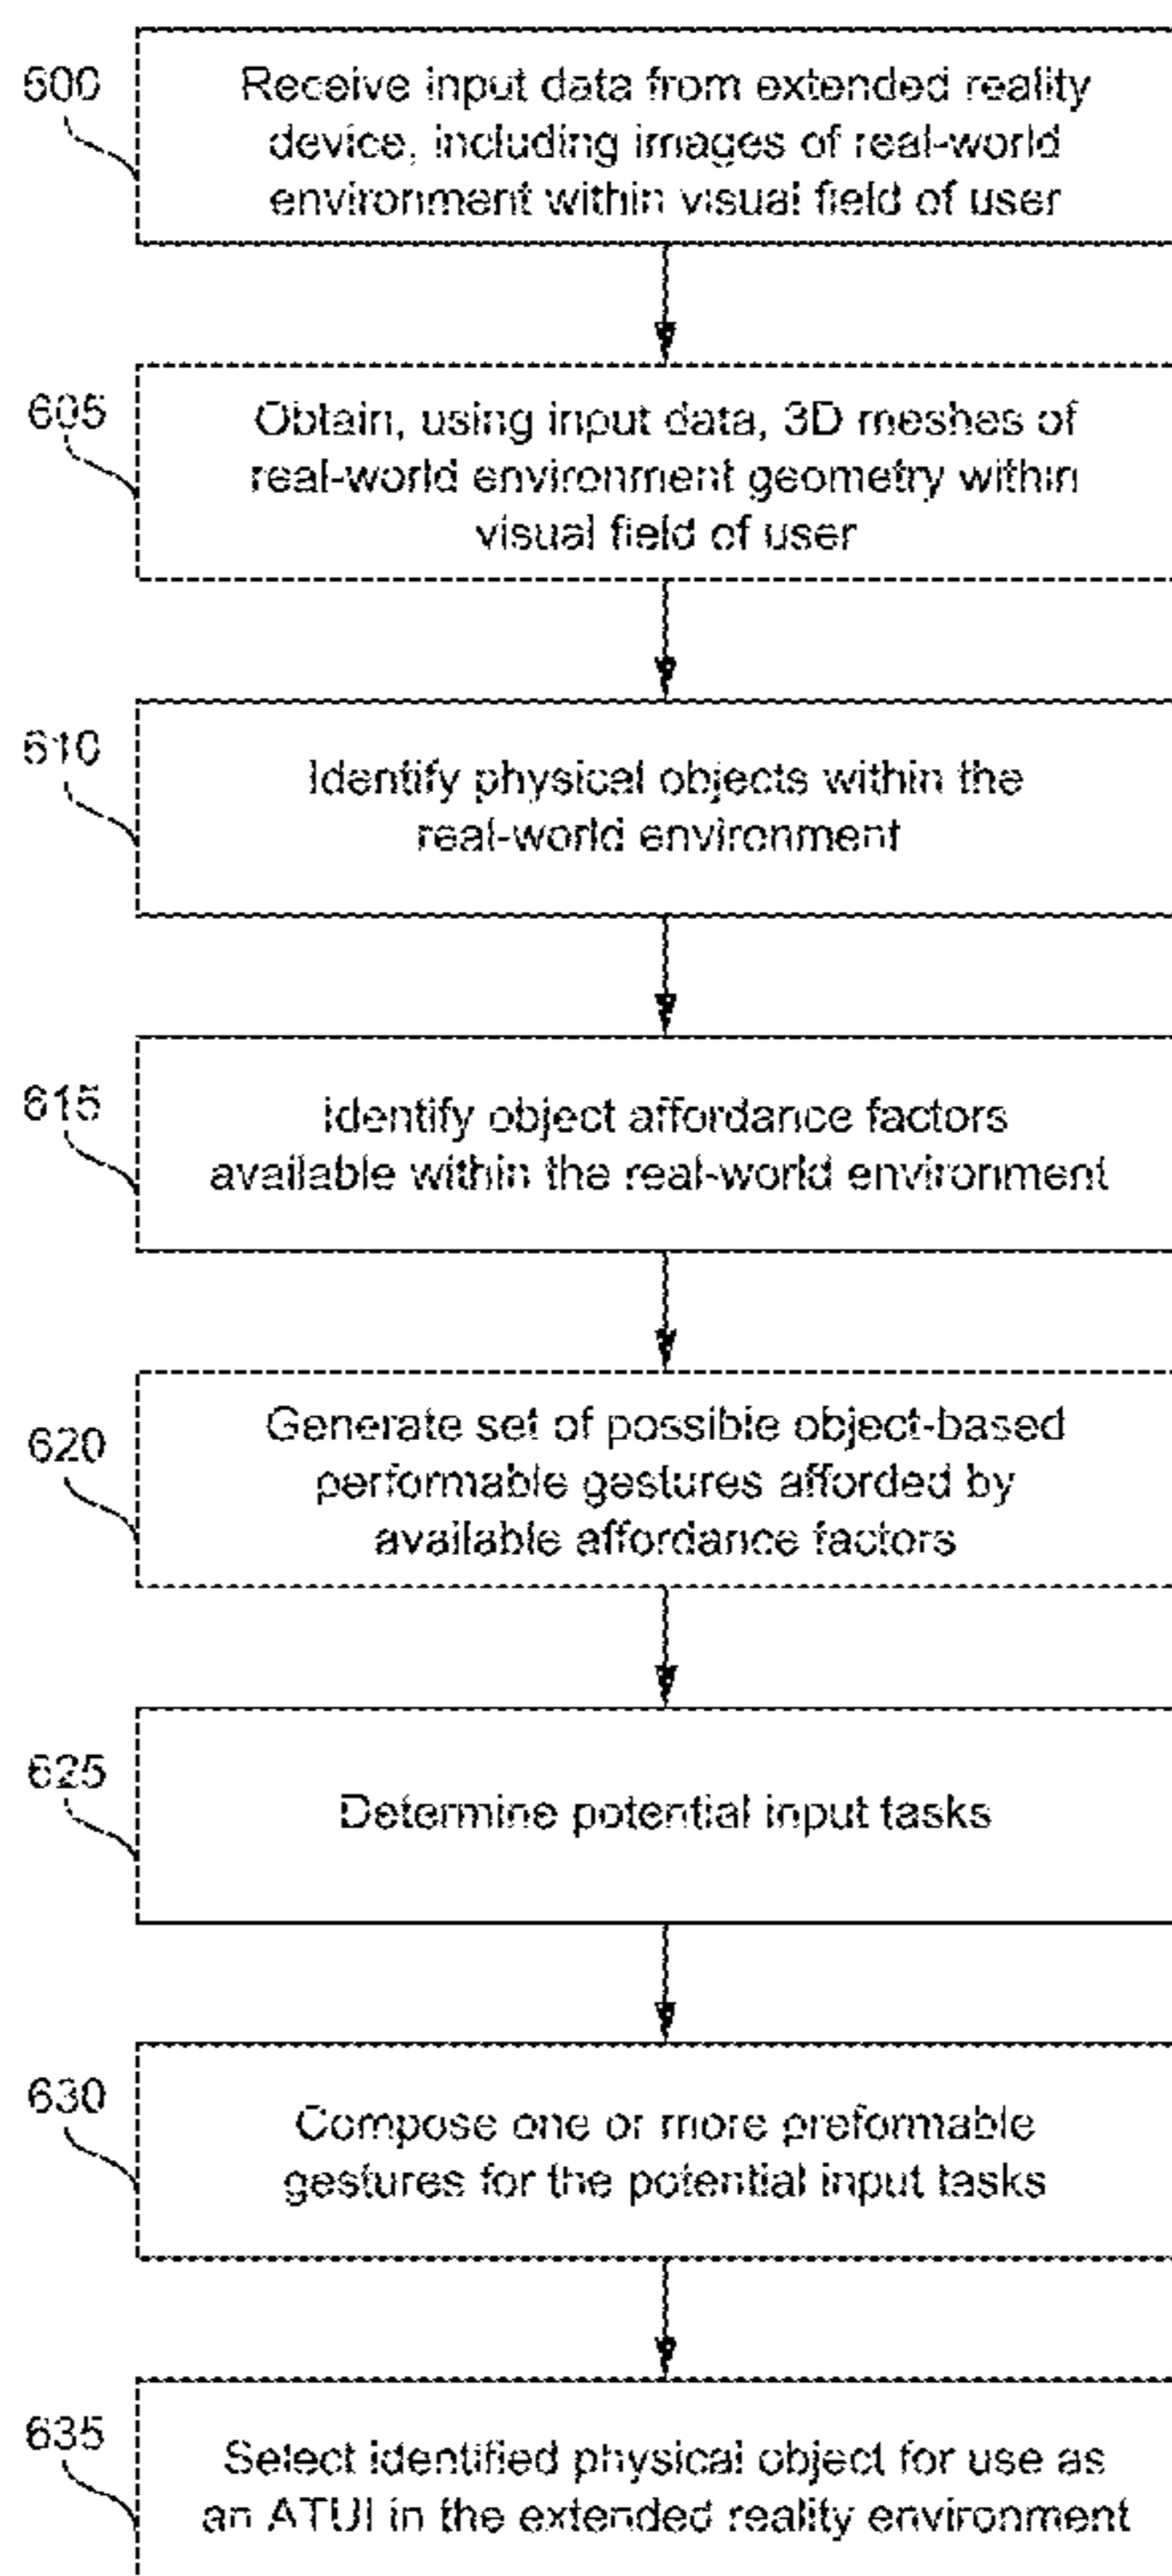 600
Receive input data from extended reality
device, including images of real-world
environment within visual field of user
605
Obtain, using input data, 3D meshes of
real-world environment geometry within
visual field of user
610
Identify physical objects within the
real-world environment
615
Identify object affordance factors
available within the real-world environment
620
Generate set of possible object-based
performable gestures afforded by
available affordance factors
625
Determine potential input tasks
630
Compose one or more preformable
gestures for the potential input tasks
635
Select identified physical object for use as
an ATUI in the extended reality environment